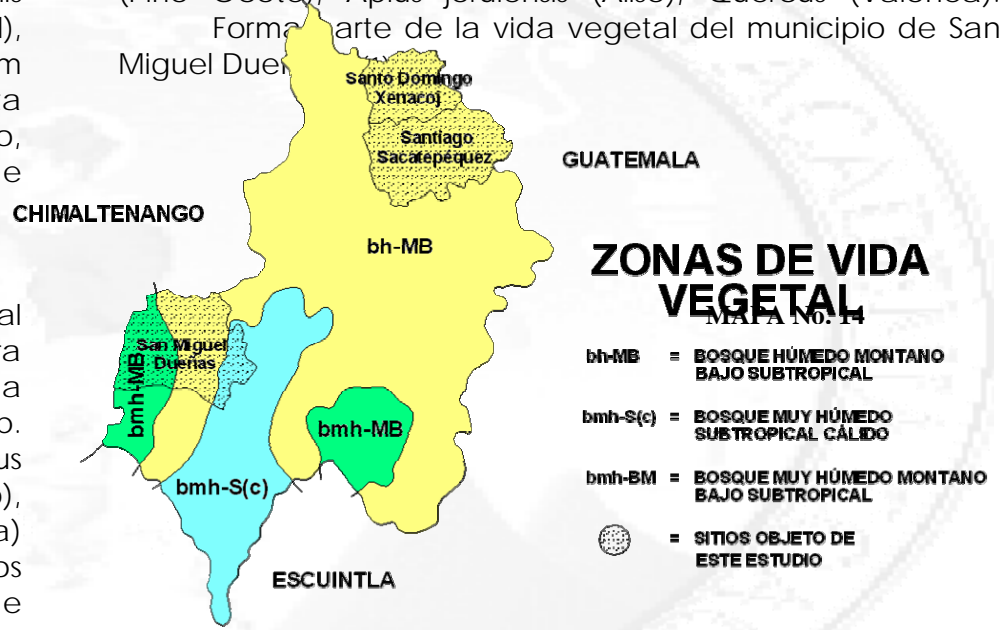 Forma parte de la vida vegetal del municipio de San
Miguel Dueñ
Santo Domingo
Xenacoj
Santiago
Sacatepéquez
GUATEMALA
CHIMALTENANGO
bh-MB
San Miguel
Dueñas
bmh-MB
bmh-MB
bmh-S(c)
ESCUINTLA
ZONAS DE VIDA
VEGETAL
MAPA No. 14
bh-MB = BOSQUE HÚMEDO MONTANO
BAJO SUBTROPICAL
bmh-S(c) = BOSQUE MUY HÚMEDO
SUBTROPICAL CÁLIDO
bmh-BM = BOSQUE MUY HÚMEDO MONTANO
BAJO SUBTROPICAL
= SITIOS OBJETO DE
ESTE ESTUDIO